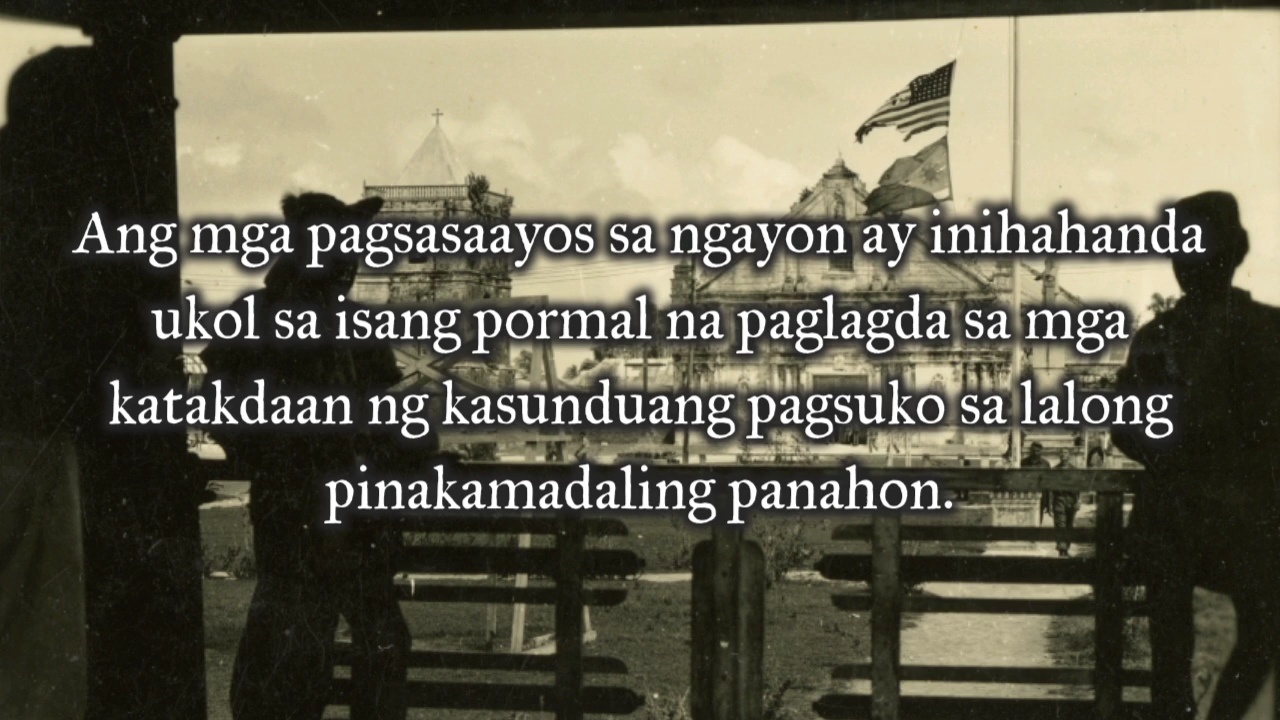 Ang mga pagsasaayos sa ngayon ay inihahanda
ukol sa isang pormal na paglagda sa mga
katakdaan ng kasunduang pagsuko sa lalong
pinakamadaling panahon.